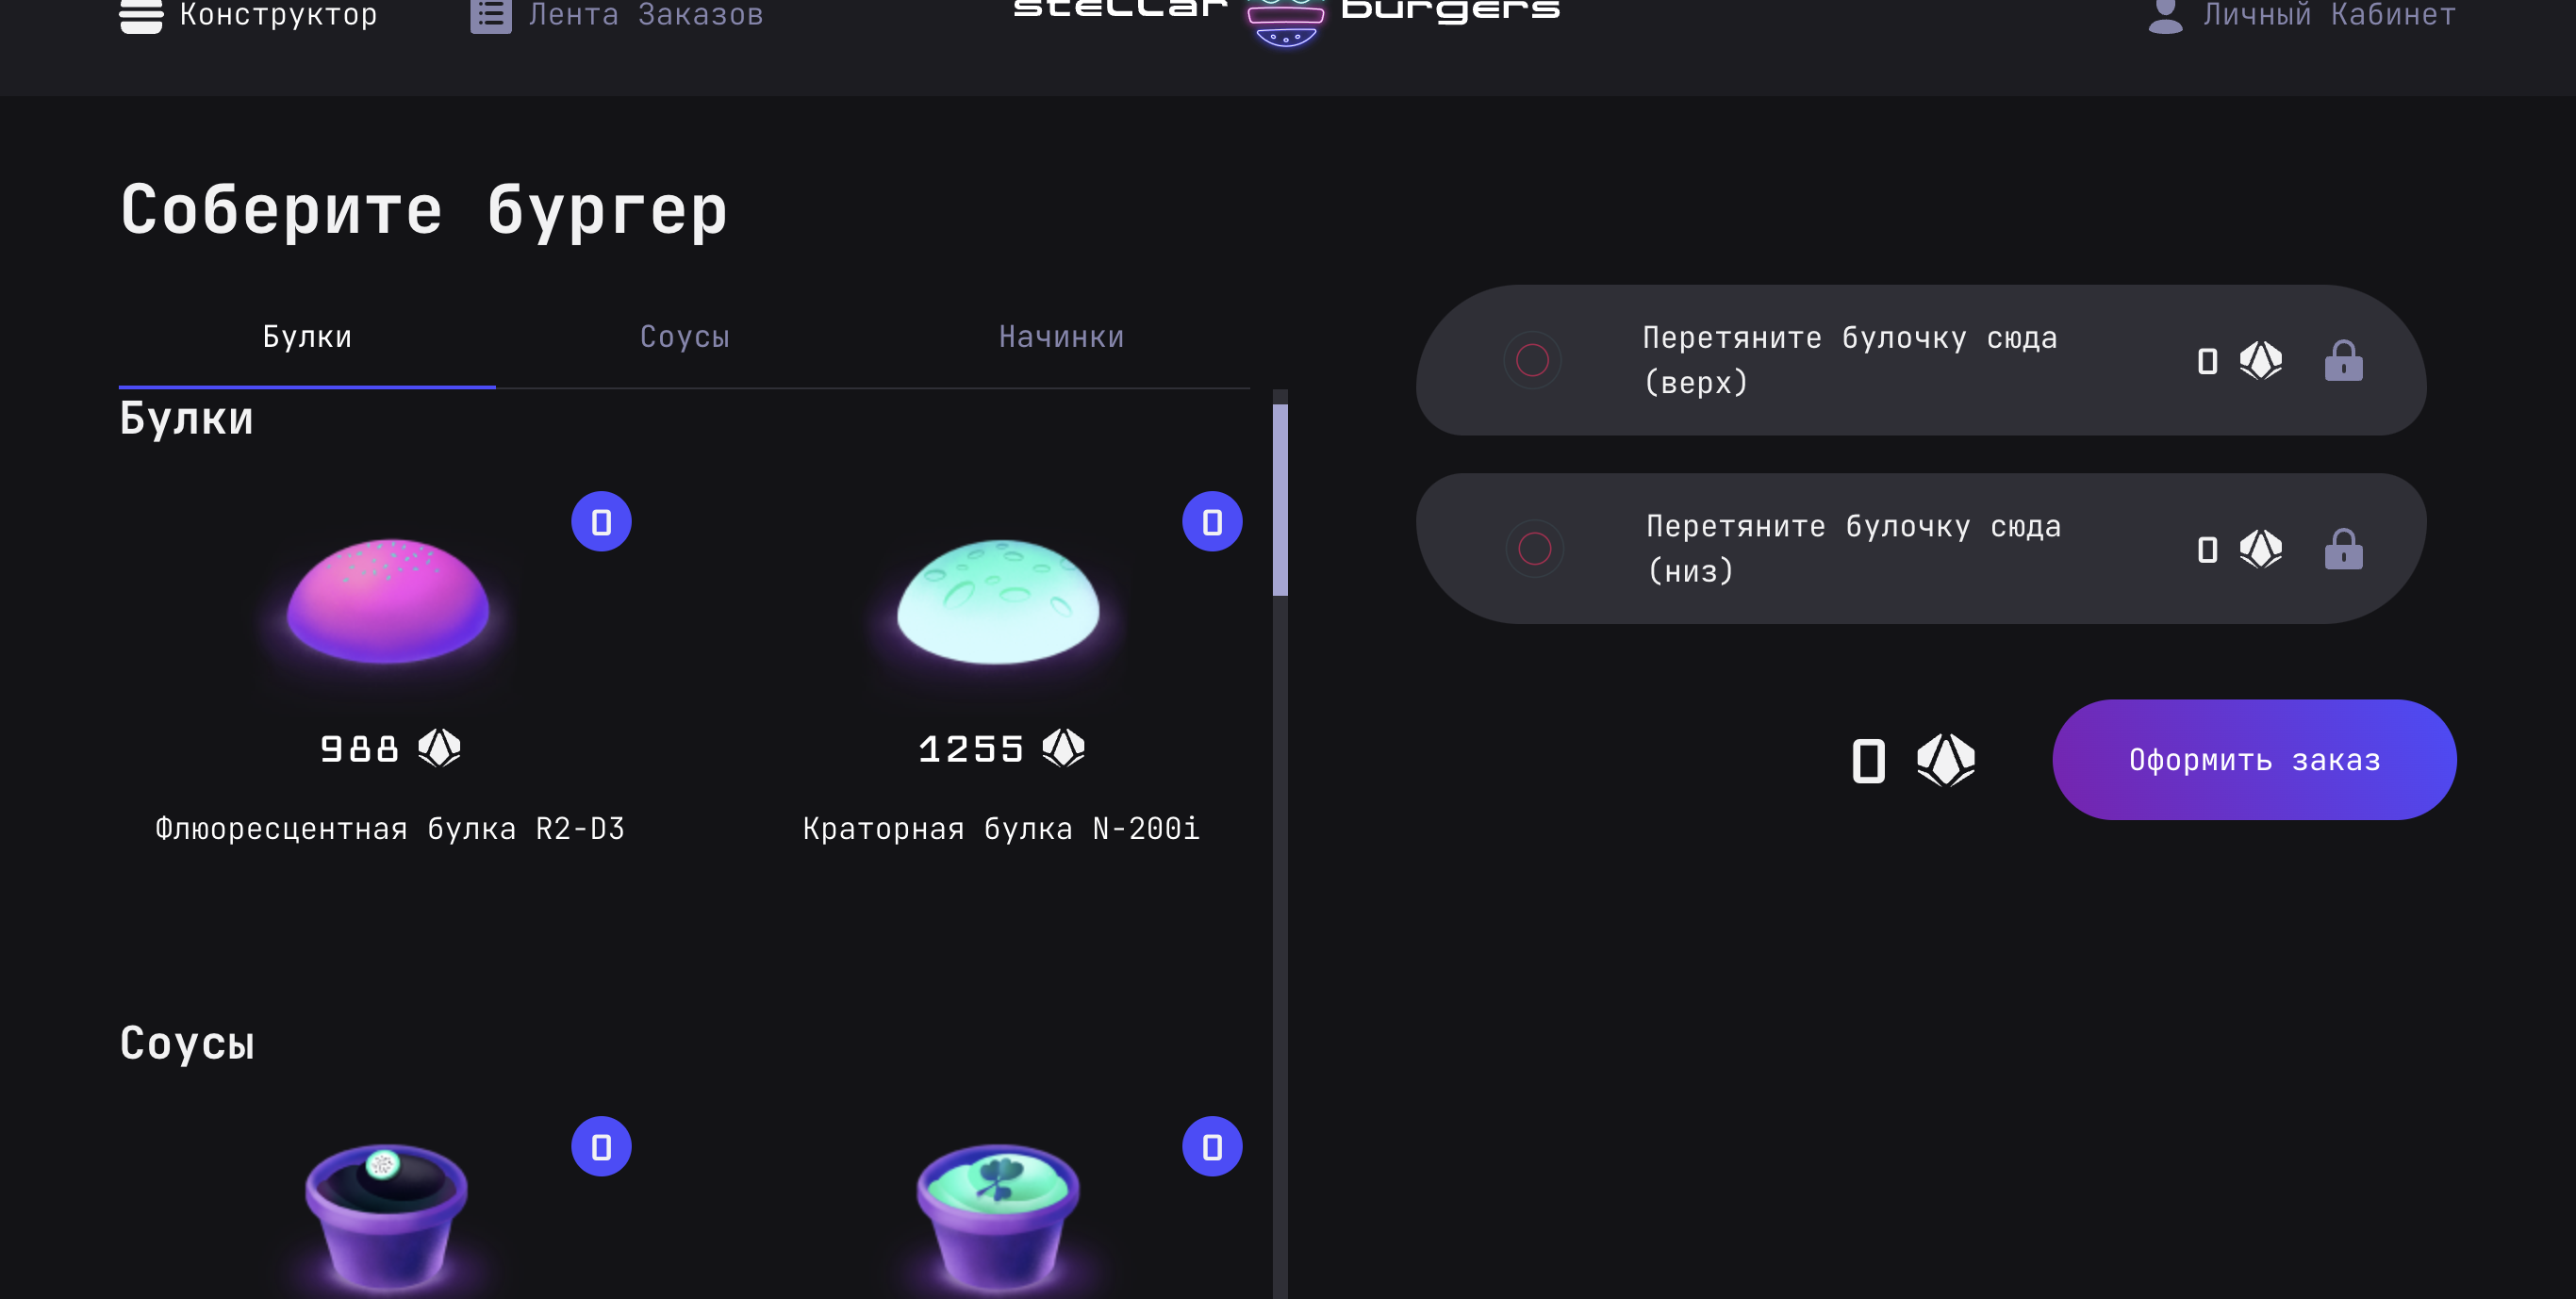 Конструктор
Лента Заказов
stellar burgers
Личный Кабинет
Соберите бургер
Булки
Соусы
Начинки
Булки
0
0
988
1255
Флюоресцентная булка R2-D3
Краторная булка N-200i
Соусы
0
0
Перетяните булочку сюда
(верх)
0
Перетяните булочку сюда
(низ)
0
0
Оформить заказ